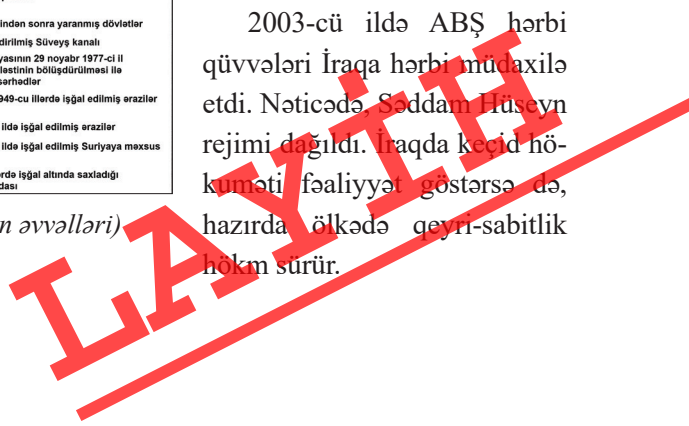 indən sonra yaranmış dövlətlər
dirilmiş Süveyş kanalı
yasının 29 noyabr 1977-ci il
ləstinin bölüşdürülməsi ilə
sərhədlər
949-cu illərdə işğal edilmiş ərazilər
ildə işğal edilmiş ərazilər
ildə işğal edilmiş Suriyaya məxsus
rdə işğal altında saxladığı
dası
n əvvəlləri)
2003-cü ildə ABŞ hərbi
qüvvələri İraqa hərbi müdaxilə
etdi. Nəticədə, Səddam Hüseyn
rejimi dağıldı. İraqda keçid hö-
kuməti fəaliyyət göstərsə də,
hazırda ölkədə qeyri-sabitlik
hökm sürür.
LAYİH